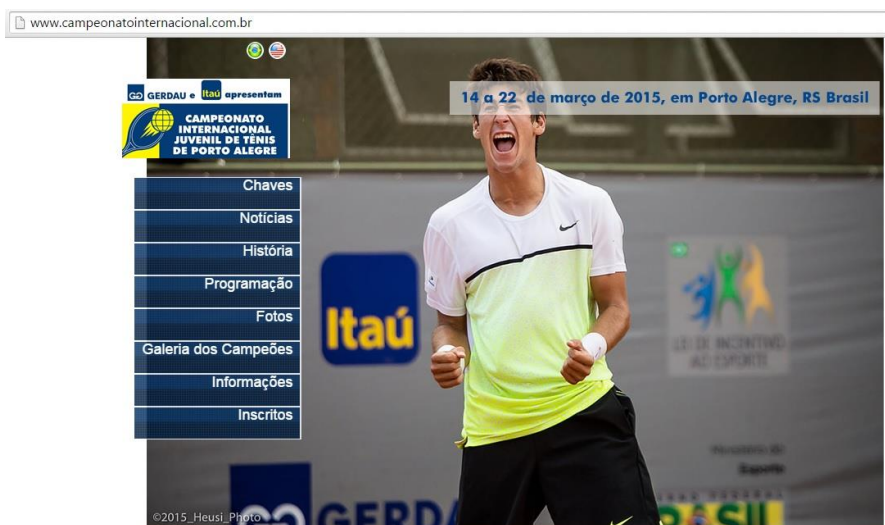 www.campeonatointernacional.com.br
GERDAU e Itaú apresentam
CAMPEONATO
INTERNACIONAL
JUVENIL DE TÊNIS
DE PORTO ALEGRE
14 a 22 de março de 2015, em Porto Alegre, RS Brasil
Chaves
Notícias
História
Programação
Fotos
Galeria dos Campeões
Informações
Inscritos
Itaú
LEI DE INCENTIVO
AO ESPORTE
Ministério do
Esporte
GERDA
©2015_Heusi_Photo